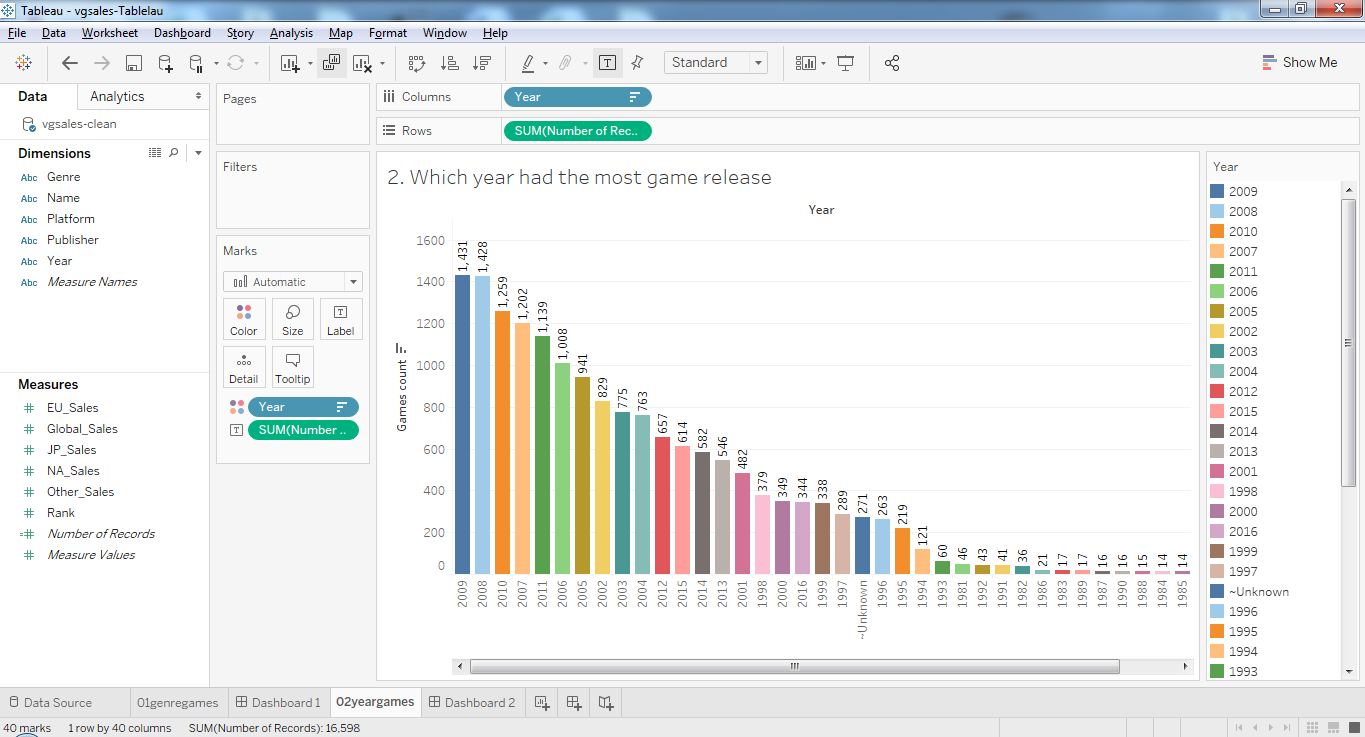 Tableau - vgsales-Tablelau
File Data Worksheet Dashboard Story Analysis Map Format Window Help
Standard
Show Me
Data Analytics
Pages
Columns Year
vgsales-clean
Rows SUM(Number of Rec..
Dimensions
Filters
Abc Genre
Abc Name
Abc Platform
Abc Publisher
Abc Year
Abc Measure Names
Marks
Automatic
Color Size Label
Detail Tooltip
Year
SUM(Number ..
Measures
EU_Sales
Global_Sales
JP_Sales
NA_Sales
Other_Sales
Rank
Number of Records
Measure Values
2. Which year had the most game release
Year
Games count
1600
1400
1200
1000
800
600
400
200
0
1,431 1,428 1,259 1,202 1,139 1,008 941 829 775 763 657 614 582 546 482 379 349 344 338 289 271 263 219 121 60 46 43 41 36 21 17 17 16 16 15 14 14
2009 2008 2010 2007 2011 2006 2005 2002 2003 2004 2012 2015 2014 2013 2001 1998 2000 2016 1999 1997 ~Unknown 1996 1995 1994 1993 1981 1992 1991 1982 1986 1983 1989 1987 1990 1988 1984 1985
Year
2009
2008
2010
2007
2011
2006
2005
2002
2003
2004
2012
2015
2014
2013
2001
1998
2000
2016
1999
1997
~Unknown
1996
1995
1994
1993
Data Source 01genregames Dashboard 1 02yeargames Dashboard 2
40 marks 1 row by 40 columns SUM(Number of Records): 16,598